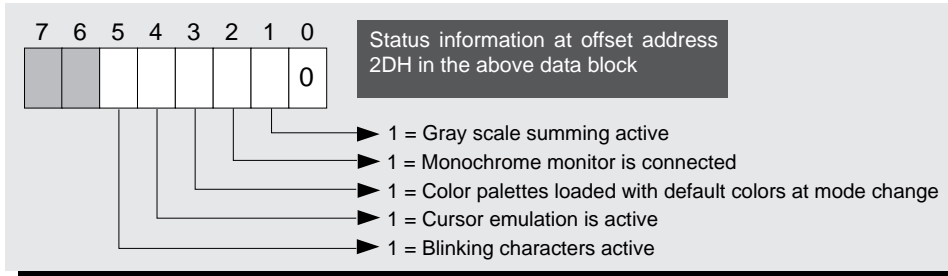 7 6 5 4 3 2 1 0
0
Status information at offset address
2DH in the above data block
1 = Gray scale summing active
1 = Monochrome monitor is connected
1 = Color palettes loaded with default colors at mode change
1 = Cursor emulation is active
1 = Blinking characters active